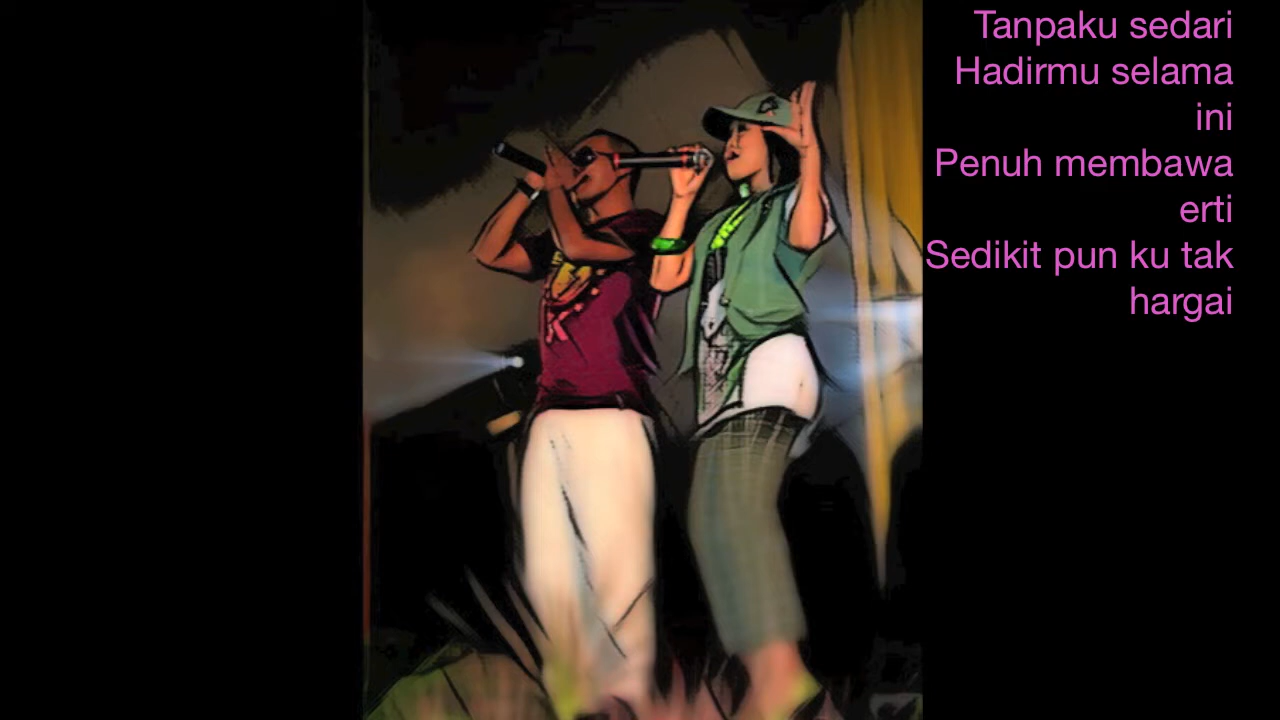 Tanpaku sedari
Hadirmu selama
ini
Penuh membawa
erti
Sedikit pun ku tak
hargai